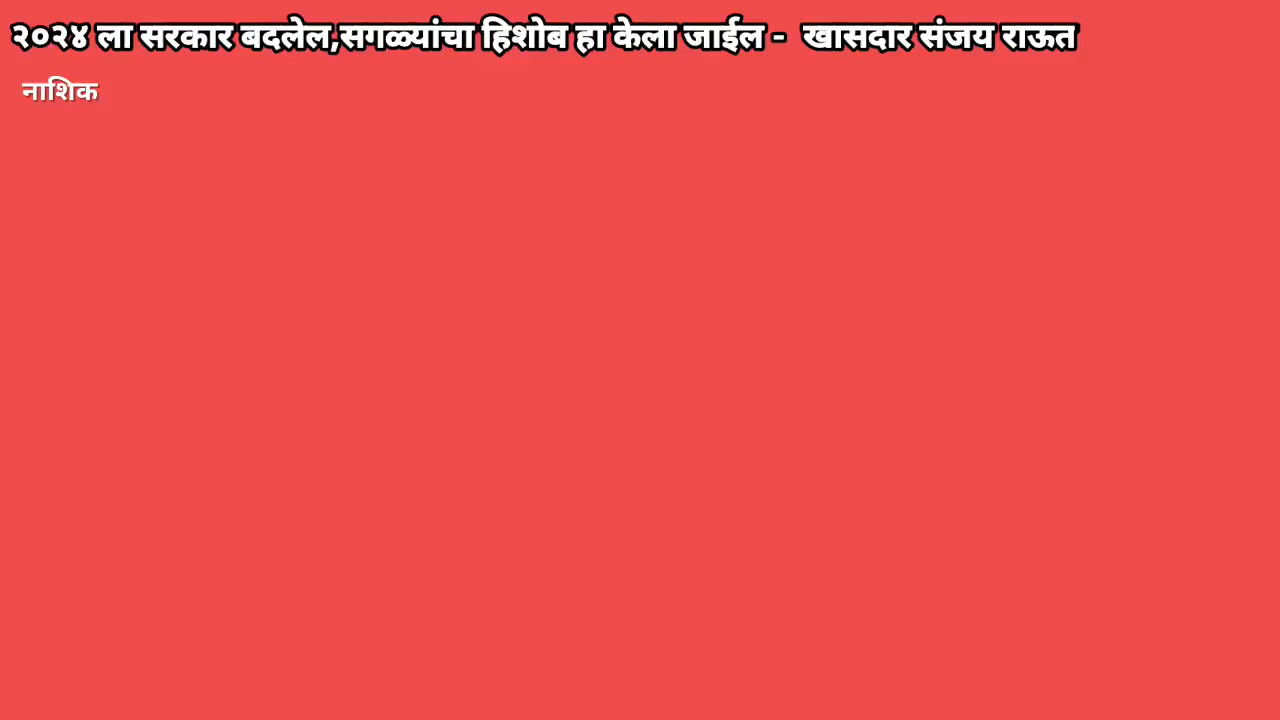 २०२४ ला सरकार बदलेल,सगळ्यांचा हिशोब हा केला जाईल - खासदार संजय राऊत
नाशिक